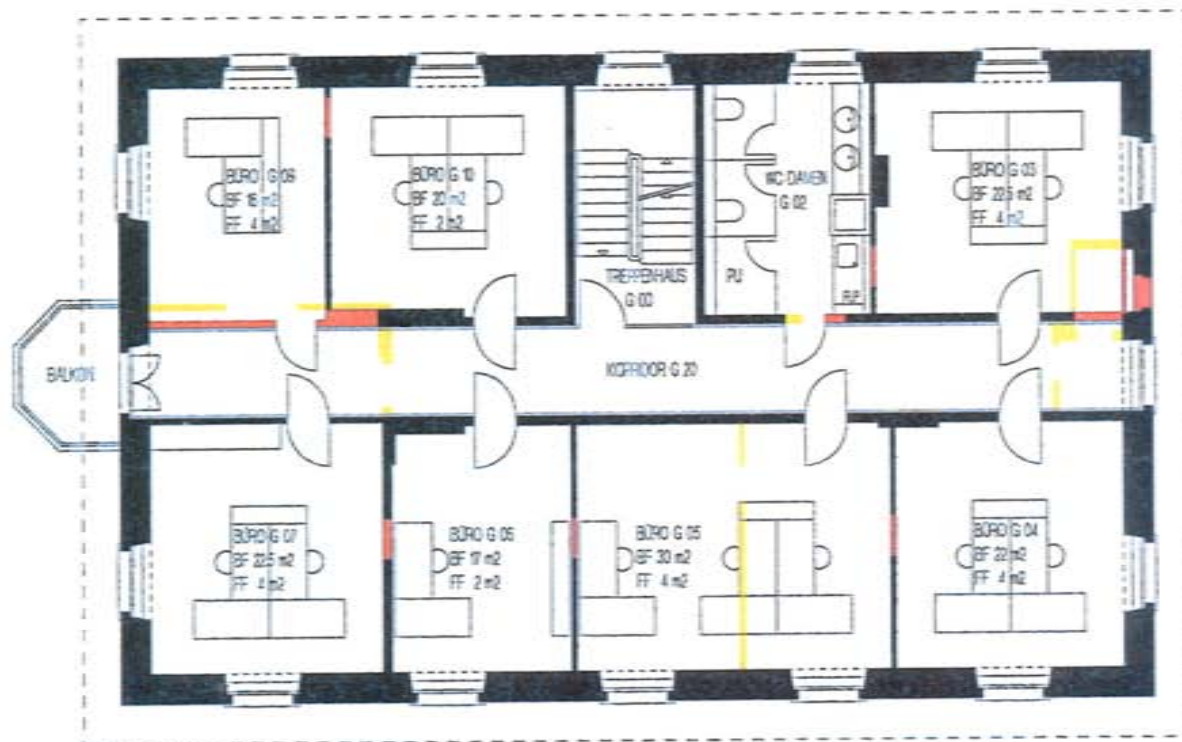 BÜRO G 09
BF 18 m2
FF 4 m2
BÜRO G 10
BF 20 m2
FF 2 m2
TREPPENHAUS
G 00
WC DAMEN
G 02
PU
BÜRO G 03
BF 22.5 m2
FF 4 m2
BALKON
KORRIDOR G 20
BÜRO G 07
BF 22.5 m2
FF 4 m2
BÜRO G 06
BF 17 m2
FF 2 m2
BÜRO G 05
BF 30 m2
FF 4 m2
BÜRO G 04
BF 22 m2
FF 4 m2